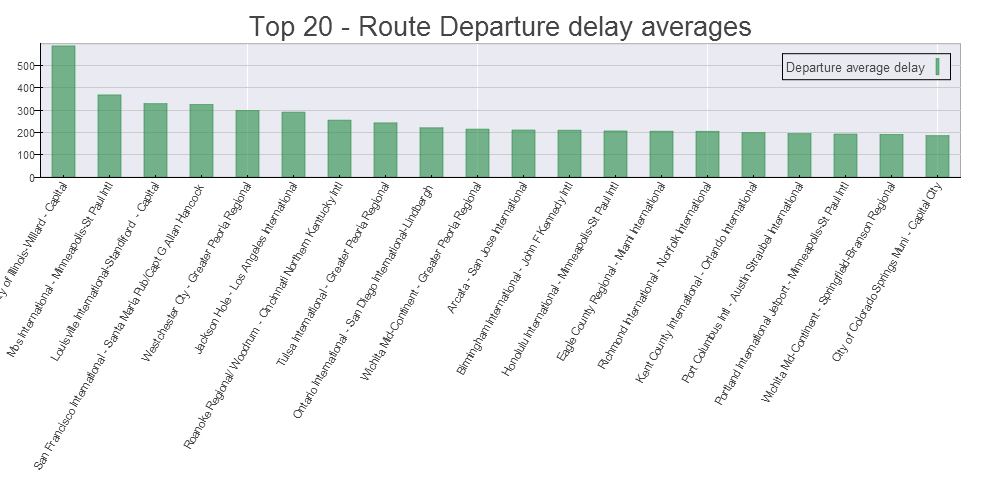 Top 20 - Route Departure delay averages
Departure average delay
500
400
300
200
100
0
of Illinois-Willard - Capital
Mbs International - Minneapolis-St Paul Intl
Louisville International-Standiford - Capital
San Francisco International - Santa Maria Pub/Capt G Allan Hancock
Westchester Cty - Greater Peoria Regional
Jackson Hole - Los Angeles International
Roanoke Regional/ Woodrum - Cincinnati Northern Kentucky Intl
Tulsa International - Greater Peoria Regional
Ontario International - San Diego International-Lindbergh
Wichita Mid-Continent - Greater Peoria Regional
Arcata - San Jose International
Birmingham International - John F Kennedy Intl
Honolulu International - Minneapolis-St Paul Intl
Eagle County Regional - Miami International
Richmond International - Norfolk International
Kent County International - Orlando International
Port Columbus Intl - Austin Straubel International
Portland International Jetport - Minneapolis-St Paul Intl
Wichita Mid-Continent - Springfield-Branson Regional
City of Colorado Springs Muni - Capital City